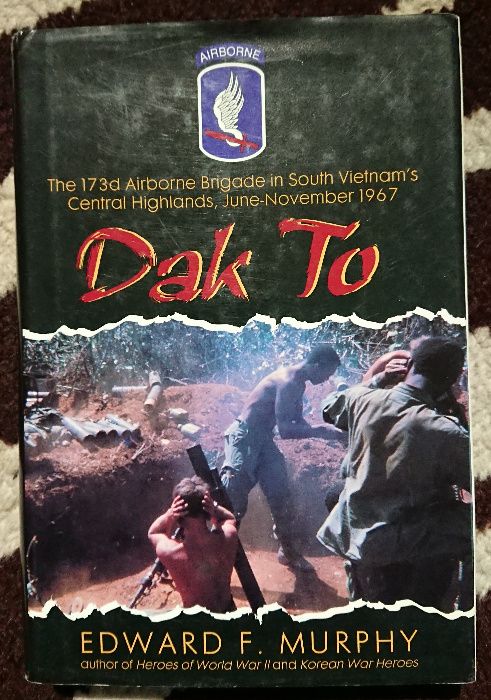 AIRBORNE
The 173d Airborne Brigade in South Vietnam's
Central Highlands, June-November 1967
Dak To
EDWARD F. MURPHY
author of Heroes of World War II and Korean War Heroes